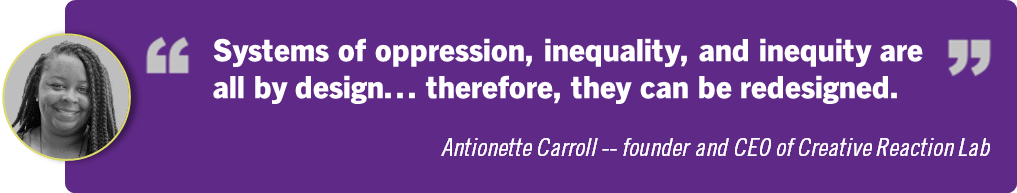 “ Systems of oppression, inequality, and inequity are ”
all by design… therefore, they can be redesigned.
Antionette Carroll -- founder and CEO of Creative Reaction Lab